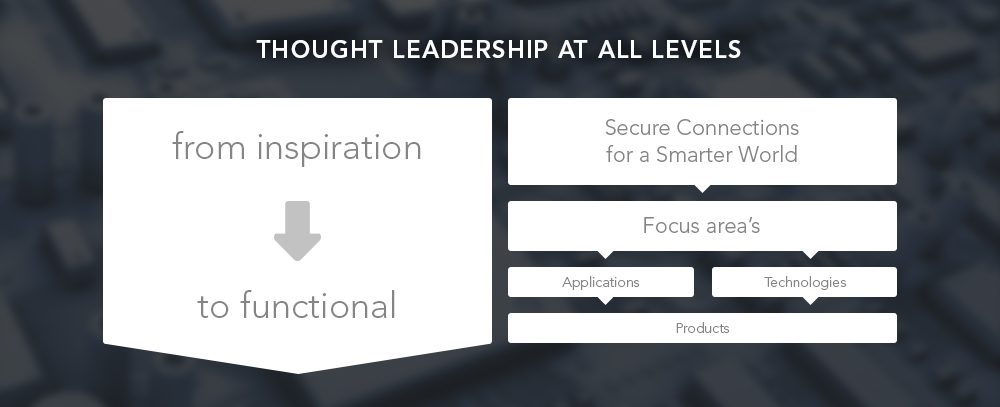 THOUGHT LEADERSHIP AT ALL LEVELS
from inspiration
to functional
Secure Connections
for a Smarter World
Focus area's
Applications
Technologies
Products